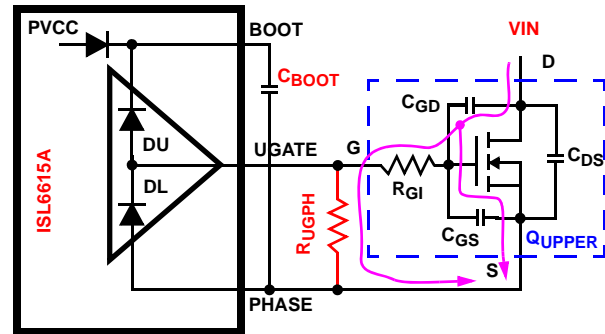 PVCC
BOOT
VIN
D
CBOOT
CGD
DU
UGATE
G
CDS
DL
RGI
ISL6615A
RUGPH
CGS
QUPPER
S
PHASE